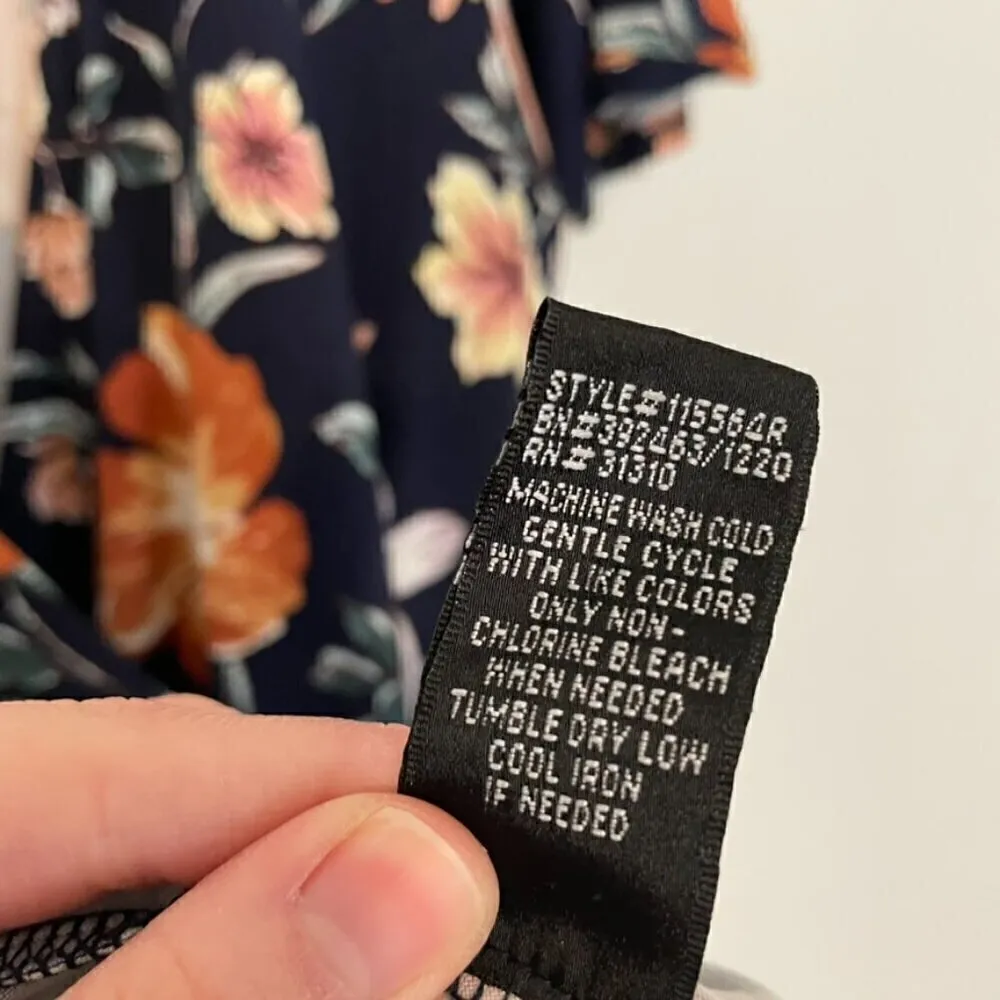 STYLE#115564R
BN#392463/1220
RN#31310
MACHINE WASH COLD
GENTLE CYCLE
WITH LIKE COLORS
ONLY NON-
CHLORINE BLEACH
WHEN NEEDED
TUMBLE DRY LOW
COOL IRON
IF NEEDED